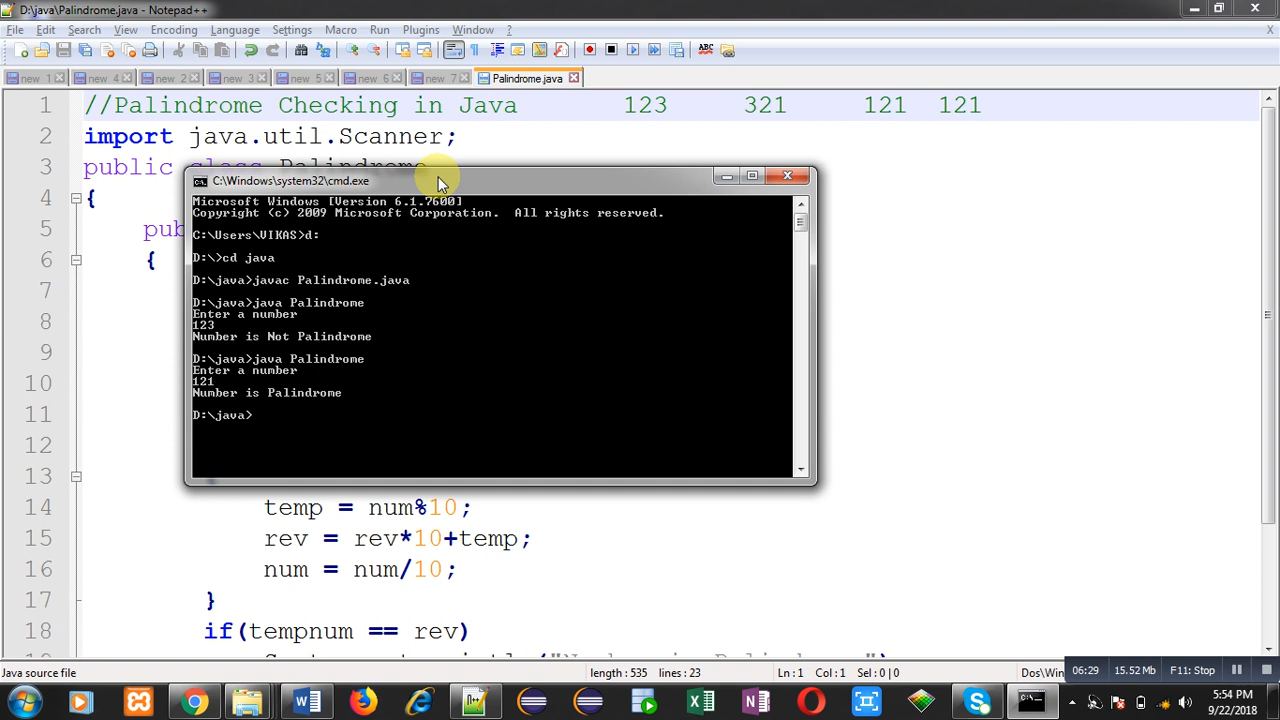 D:\java\Palindrome.java - Notepad++
File Edit Search View Encoding Language Settings Macro Run Plugins Window ? X
new 1 new 4 new 2 new 3 new 5 new 6 new 7 Palindrome.java
1 //Palindrome Checking in Java 123 321 121 121
2 import java.util.Scanner;
3 public class Palindrome
4 {
5 pub
6 {
7
8
9
10
11
12
13
14 temp = num%10;
15 rev = rev*10+temp;
16 num = num/10;
17 }
18 if(tempnum == rev)
C:\Windows\system32\cmd.exe
Microsoft Windows [Version 6.1.7600]
Copyright (c) 2009 Microsoft Corporation. All rights reserved.
C:\Users\VIKAS>d:
D:\>cd java
D:\java>javac Palindrome.java
D:\java>java Palindrome
Enter a number
123
Number is Not Palindrome
D:\java>java Palindrome
Enter a number
121
Number is Palindrome
D:\java>
Java source file length : 535 lines : 23 Ln : 1 Col : 1 Sel : 0 | 0 Dos\Win
06:29 15.52 Mb F11: Stop
5:54 PM
9/22/2018